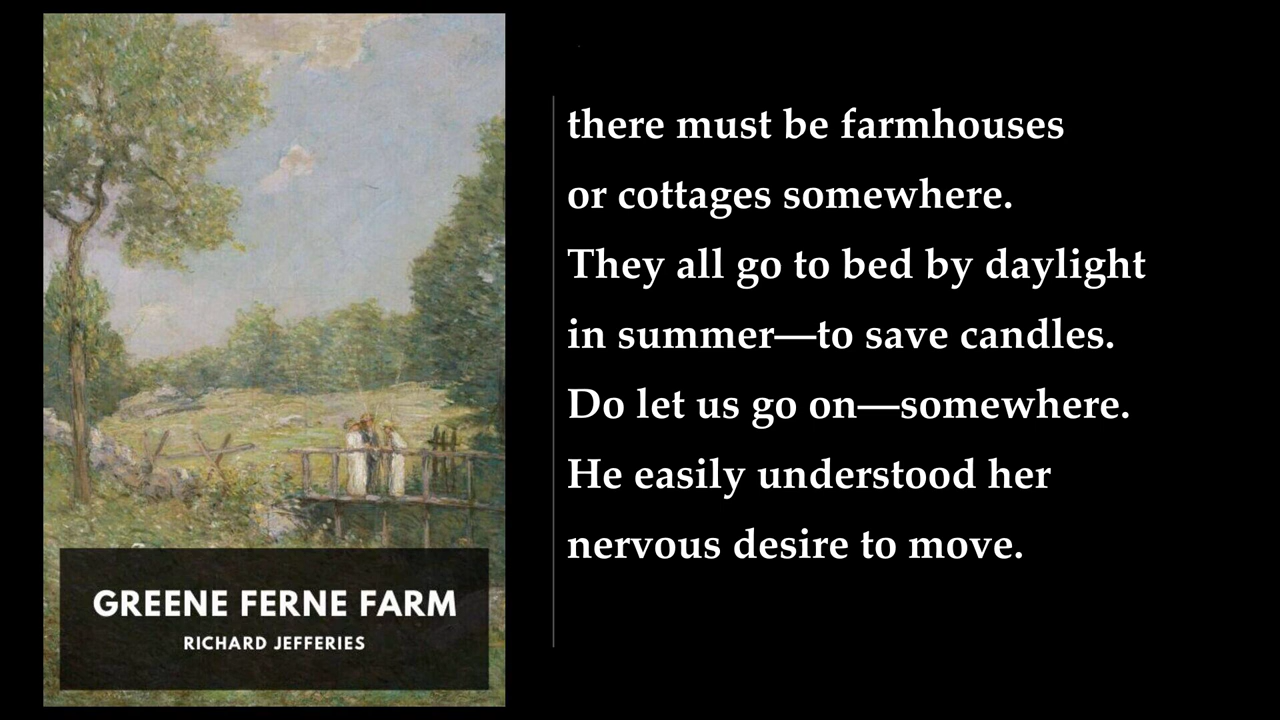 GREENE FERNE FARM
RICHARD JEFFERIES
there must be farmhouses
or cottages somewhere.
They all go to bed by daylight
in summer—to save candles.
Do let us go on—somewhere.
He easily understood her
nervous desire to move.